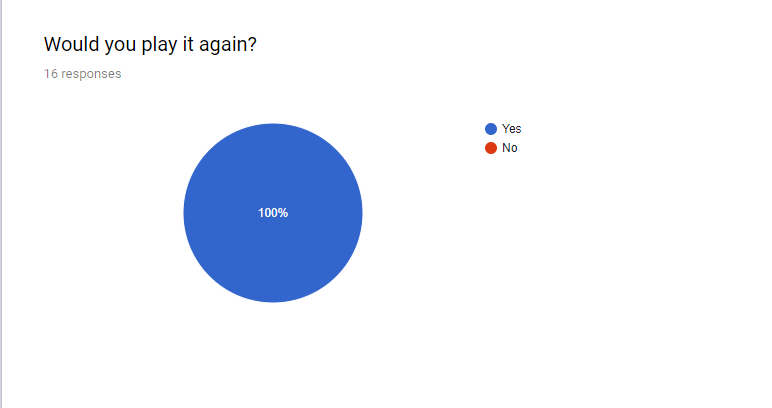 Would you play it again?
16 responses
Yes
No
100%